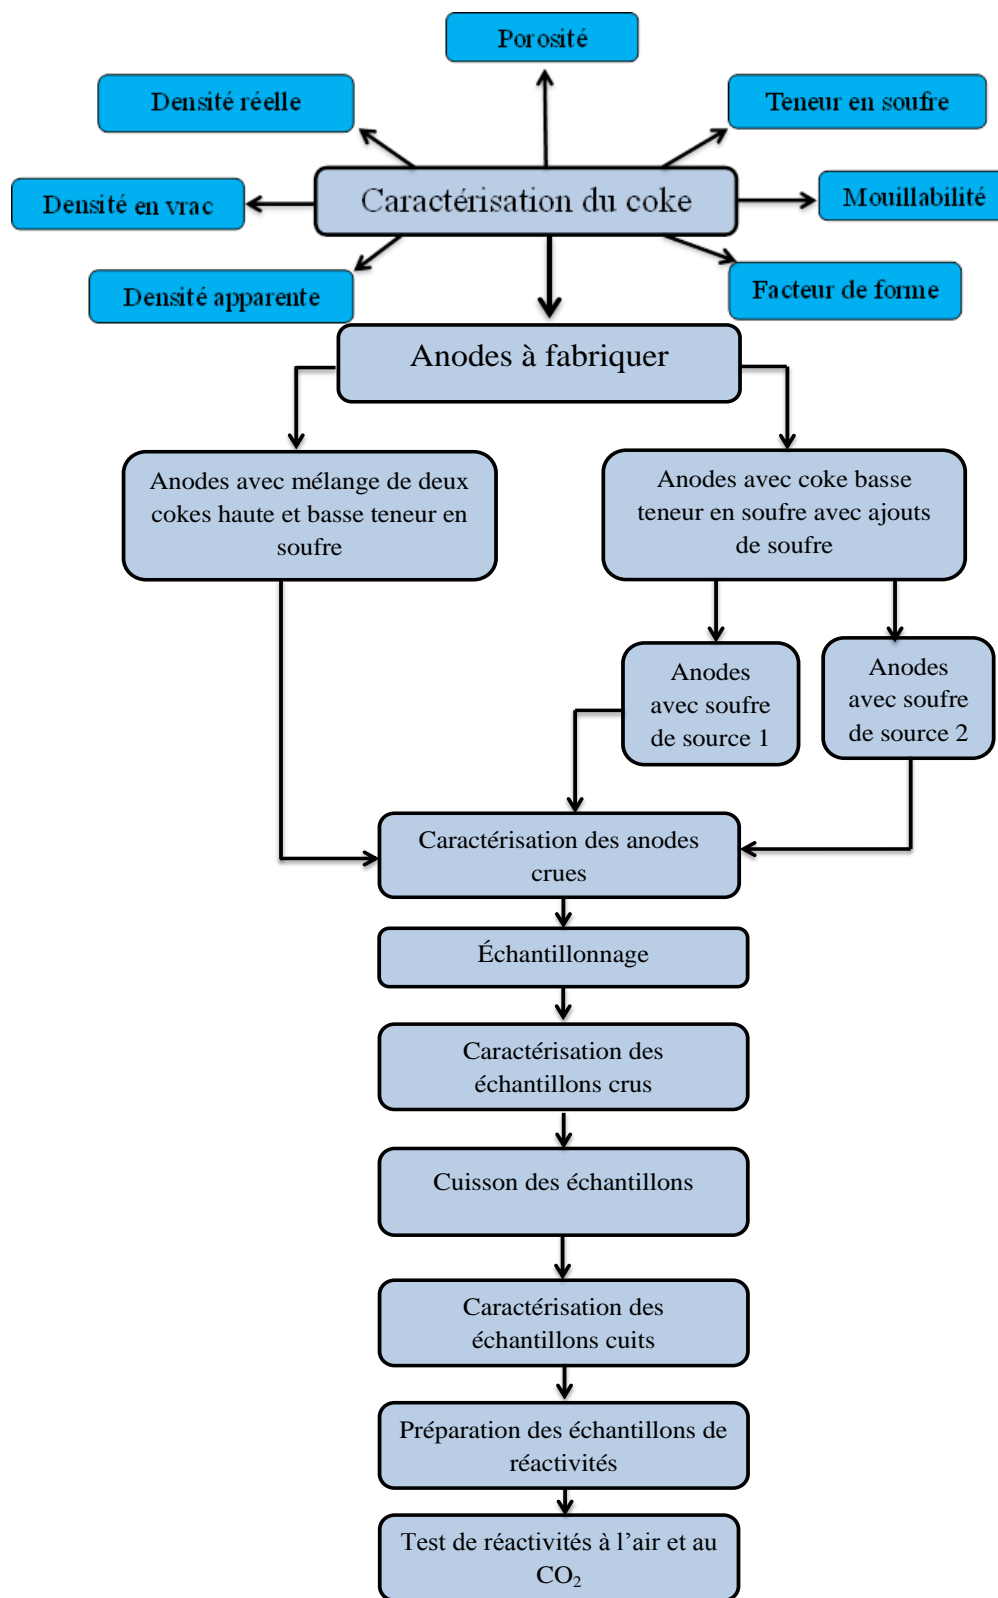 Porosité
Densité réelle
Teneur en soufre
Caractérisation du coke
Densité en vrac
Mouillabilité
Densité apparente
Facteur de forme
Anodes à fabriquer
Anodes avec mélange de deux
cokes haute et basse teneur en
soufre
Anodes avec coke basse
teneur en soufre avec ajouts
de soufre
Anodes
avec soufre
de source 1
Anodes
avec soufre
de source 2
Caractérisation des anodes
crues
Échantillonnage
Caractérisation des
échantillons crus
Cuisson des échantillons
Caractérisation des
échantillons cuits
Préparation des échantillons de
réactivités
Test de réactivités à l’air et au
CO₂